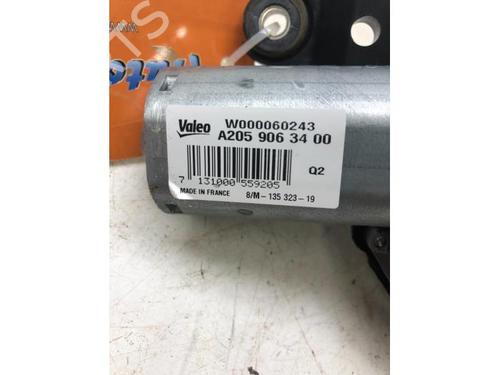 Valeo W000060243
A205 906 34 00
Q2
7 131000 559205
MADE IN FRANCE 8/M-135 323-19